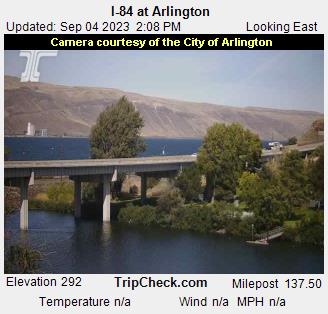 I-84 at Arlington
Updated: Sep 04 2023 2:08 PM Looking East
Camera courtesy of the City of Arlington
Elevation 292 TripCheck.com Milepost 137.50
Temperature n/a Wind n/a MPH n/a